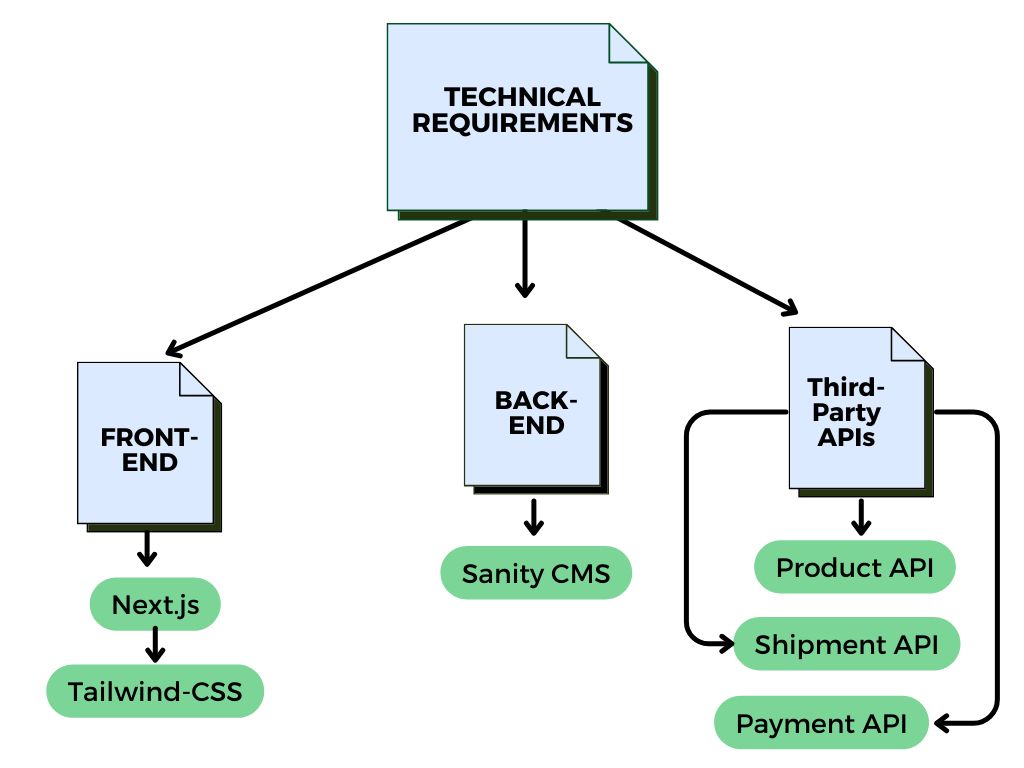 TECHNICAL
REQUIREMENTS
FRONT-
END
BACK-
END
Third-
Party
APIs
Next.js
Tailwind-CSS
Sanity CMS
Product API
Shipment API
Payment API